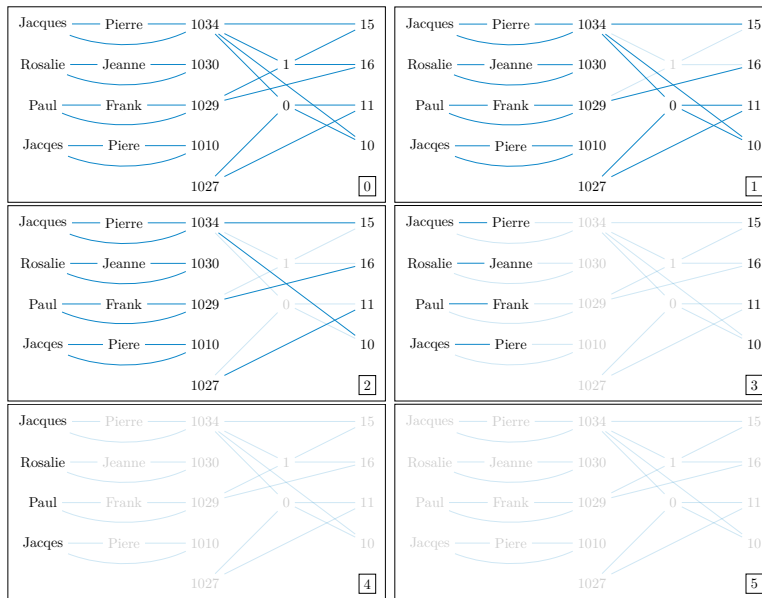 Jacques Pierre 1034 15
Rosalie Jeanne 1030 1 16
Paul Frank 1029 0 11
Jacqes Piere 1010 10
1027 0
Jacques Pierre 1034 15
Rosalie Jeanne 1030 1 16
Paul Frank 1029 0 11
Jacqes Piere 1010 10
1027 1
Jacques Pierre 1034 15
Rosalie Jeanne 1030 1 16
Paul Frank 1029 0 11
Jacqes Piere 1010 10
1027 2
Jacques Pierre 1034 15
Rosalie Jeanne 1030 1 16
Paul Frank 1029 0 11
Jacqes Piere 1010 10
1027 3
Jacques Pierre 1034 15
Rosalie Jeanne 1030 1 16
Paul Frank 1029 0 11
Jacqes Piere 1010 10
1027 4
Jacques Pierre 1034 15
Rosalie Jeanne 1030 1 16
Paul Frank 1029 0 11
Jacqes Piere 1010 10
1027 5